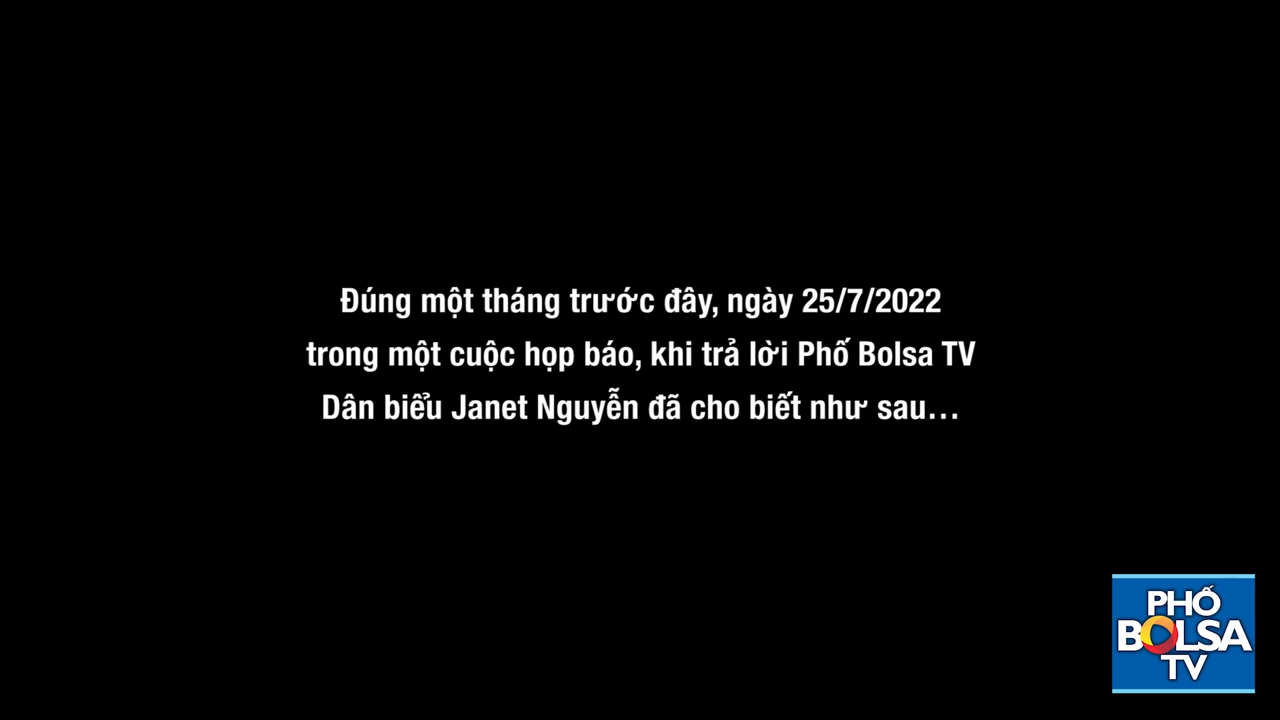 Đúng một tháng trước đây, ngày 25/7/2022
trong một cuộc họp báo, khi trả lời Phố Bolsa TV
Dân biểu Janet Nguyễn đã cho biết như sau...
PHỐ
BOLSA
TV